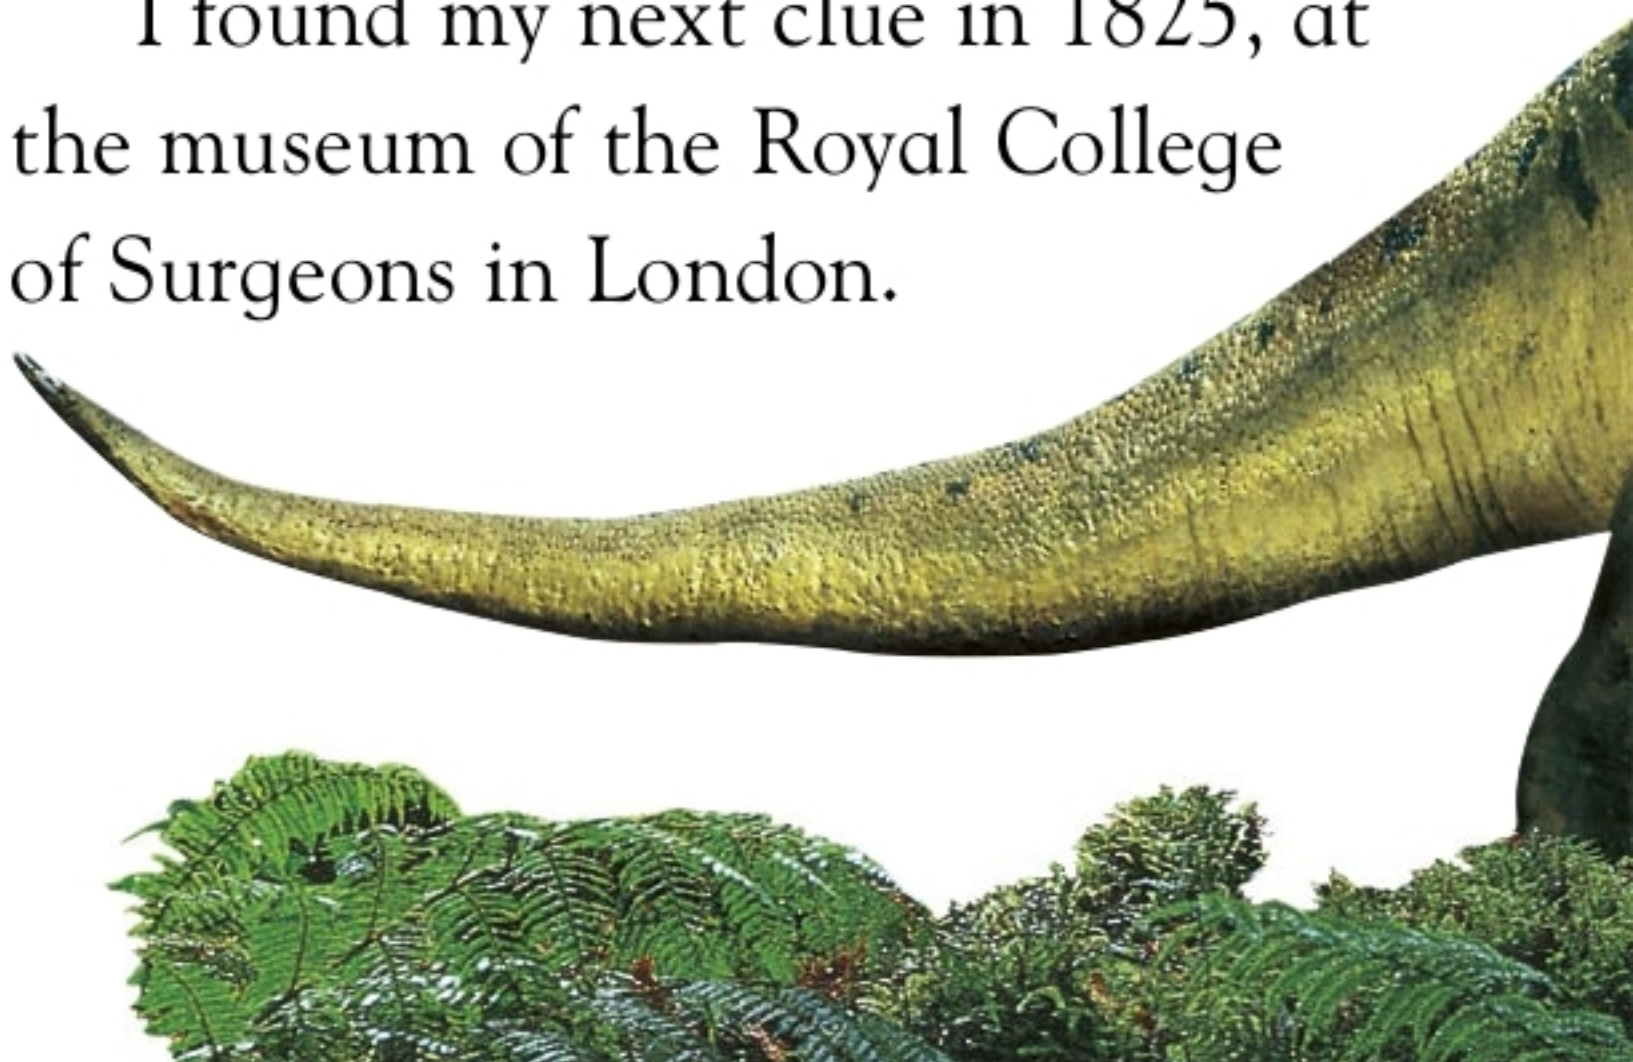 I found my next clue in 1825, at
the museum of the Royal College
of Surgeons in London.